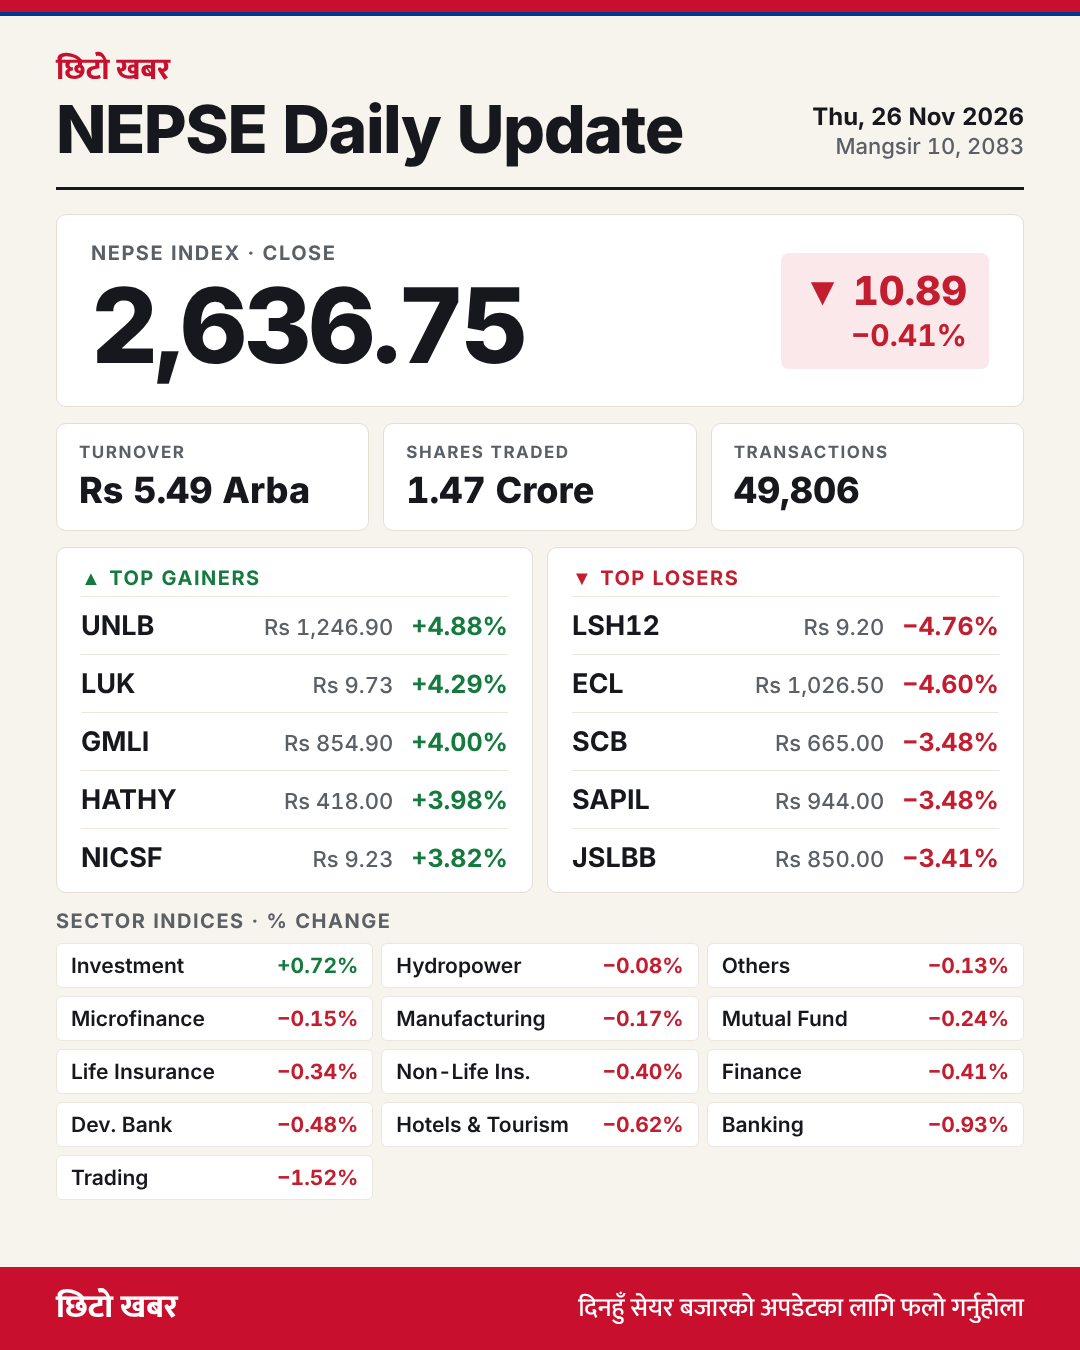 छिटो खबर
NEPSE Daily Update
Thu, 26 Nov 2026
Mangsir 10, 2083
NEPSE INDEX · CLOSE
2,636.75
▼ 10.89
−0.41%
TURNOVER
Rs 5.49 Arba
SHARES TRADED
1.47 Crore
TRANSACTIONS
49,806
▲ TOP GAINERS
UNLB Rs 1,246.90 +4.88%
LUK Rs 9.73 +4.29%
GMLI Rs 854.90 +4.00%
HATHY Rs 418.00 +3.98%
NICSF Rs 9.23 +3.82%
▼ TOP LOSERS
LSH12 Rs 9.20 −4.76%
ECL Rs 1,026.50 −4.60%
SCB Rs 665.00 −3.48%
SAPIL Rs 944.00 −3.48%
JSLBB Rs 850.00 −3.41%
SECTOR INDICES · % CHANGE
Investment +0.72%
Hydropower −0.08%
Others −0.13%
Microfinance −0.15%
Manufacturing −0.17%
Mutual Fund −0.24%
Life Insurance −0.34%
Non-Life Ins. −0.40%
Finance −0.41%
Dev. Bank −0.48%
Hotels & Tourism −0.62%
Banking −0.93%
Trading −1.52%
छिटो खबर
दिनहुँ सेयर बजारको अपडेटका लागि फलो गर्नुहोला